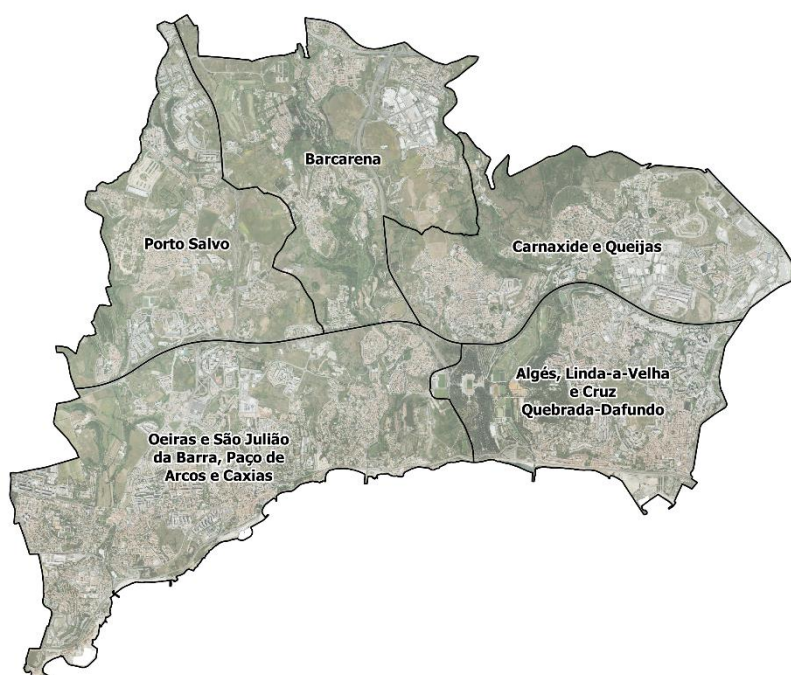 Barcarena
Porto Salvo
Carnaxide e Queijas
Algés, Linda-a-Velha
e Cruz
Quebrada-Dafundo
Oeiras e São Julião
da Barra, Paço de
Arcos e Caxias